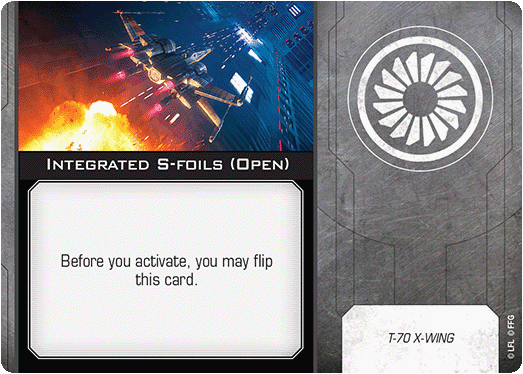 Integrated S-foils (Open)
Before you activate, you may flip
this card.
T-70 X-WING
© LFL © FFG